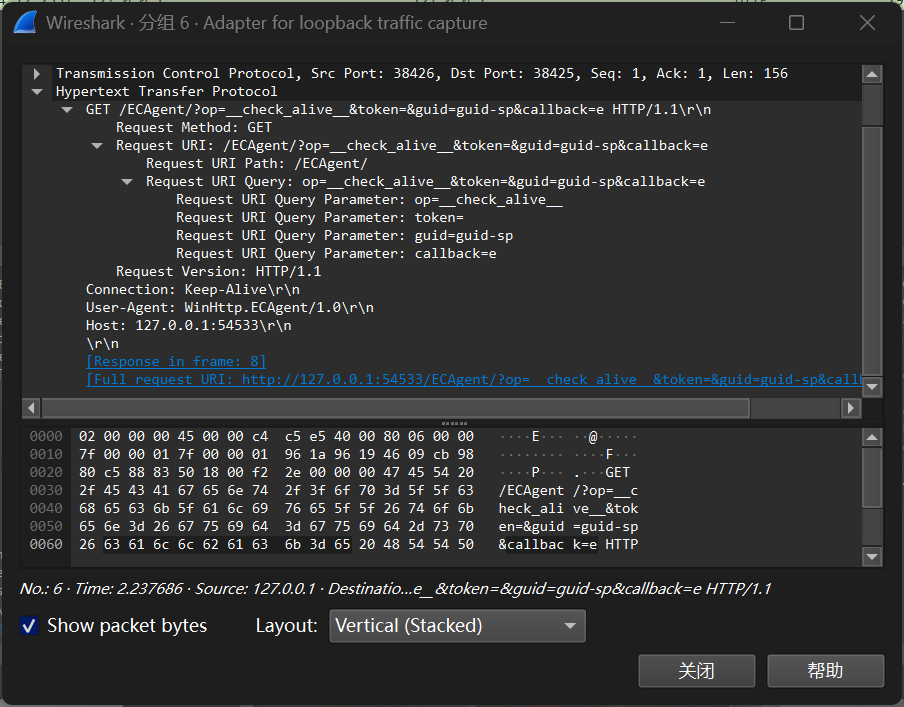 Wireshark · 分组 6 · Adapter for loopback traffic capture
Transmission Control Protocol, Src Port: 38426, Dst Port: 38425, Seq: 1, Ack: 1, Len: 156
Hypertext Transfer Protocol
GET /ECAgent/?op=__check_alive__&token=&guid=guid-sp&callback=e HTTP/1.1\r\n
Request Method: GET
Request URI: /ECAgent/?op=__check_alive__&token=&guid=guid-sp&callback=e
Request URI Path: /ECAgent/
Request URI Query: op=__check_alive__&token=&guid=guid-sp&callback=e
Request URI Query Parameter: op=__check_alive__
Request URI Query Parameter: token=
Request URI Query Parameter: guid=guid-sp
Request URI Query Parameter: callback=e
Request Version: HTTP/1.1
Connection: Keep-Alive\r\n
User-Agent: WinHttp.ECAgent/1.0\r\n
Host: 127.0.0.1:54533\r\n
\r\n
[Response in frame: 8]
[Full request URI: http://127.0.0.1:54533/ECAgent/?op=__check_alive__&token=&guid=guid-sp&call
0000 02 00 00 00 45 00 00 c4 c5 e5 40 00 80 06 00 00 ····E··· ··@·····
0010 7f 00 00 01 7f 00 00 01 96 1a 96 19 46 09 cb 98 ········ ····F···
0020 80 c5 88 83 50 18 00 f2 2e 00 00 00 47 45 54 20 ····P··· .···GET
0030 2f 45 43 41 67 65 6e 74 2f 3f 6f 70 3d 5f 5f 63 /ECAgent /?op=__c
0040 68 65 63 6b 5f 61 6c 69 76 65 5f 5f 26 74 6f 6b heck_ali ve__&tok
0050 65 6e 3d 26 67 75 69 64 3d 67 75 69 64 2d 73 70 en=&guid =guid-sp
0060 26 63 61 6c 6c 62 61 63 6b 3d 65 20 48 54 54 50 &callbac k=e HTTP
No.: 6 · Time: 2.237686 · Source: 127.0.0.1 · Destinatio...e__&token=&guid=guid-sp&callback=e HTTP/1.1
Show packet bytes Layout: Vertical (Stacked)
关闭 帮助